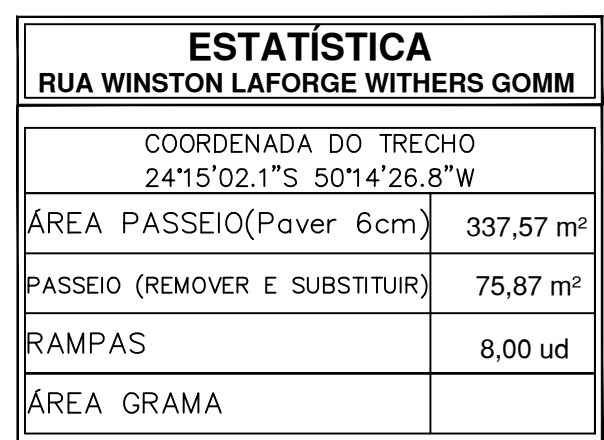 ESTATÍSTICA
RUA WINSTON LAFORGE WITHERS GOMM
COORDENADA DO TRECHO
24°15'02.1"S 50°14'26.8"W
ÁREA PASSEIO(Paver 6cm) 337,57 m²
PASSEIO (REMOVER E SUBSTITUIR) 75,87 m²
RAMPAS 8,00 ud
ÁREA GRAMA